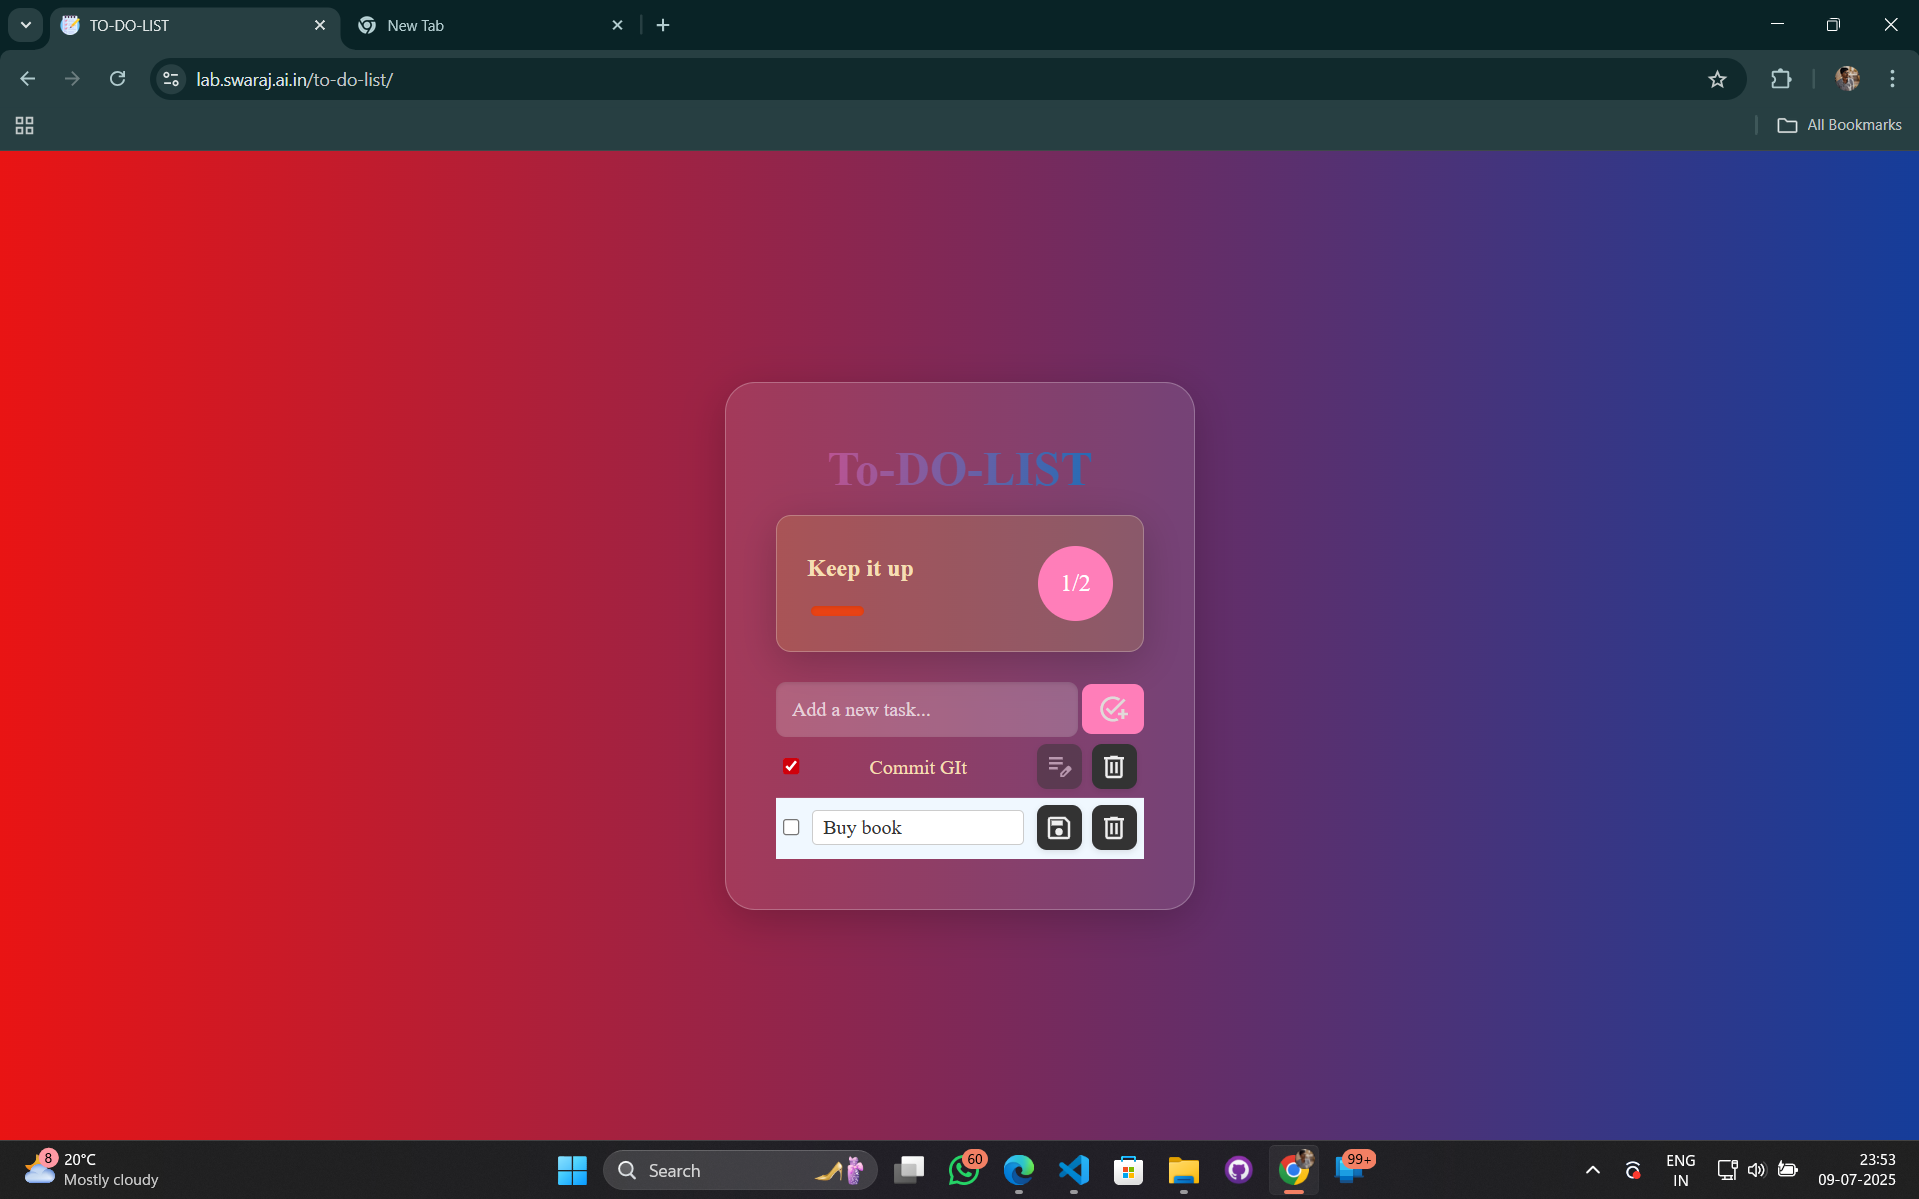 TO-DO-LIST
New Tab
lab.swaraj.ai.in/to-do-list/
All Bookmarks
To-DO-LIST
Keep it up
1/2
Add a new task...
Commit GIt
Buy book
8
20°C
Mostly cloudy
Search
60
99+
ENG
IN
23:53
09-07-2025